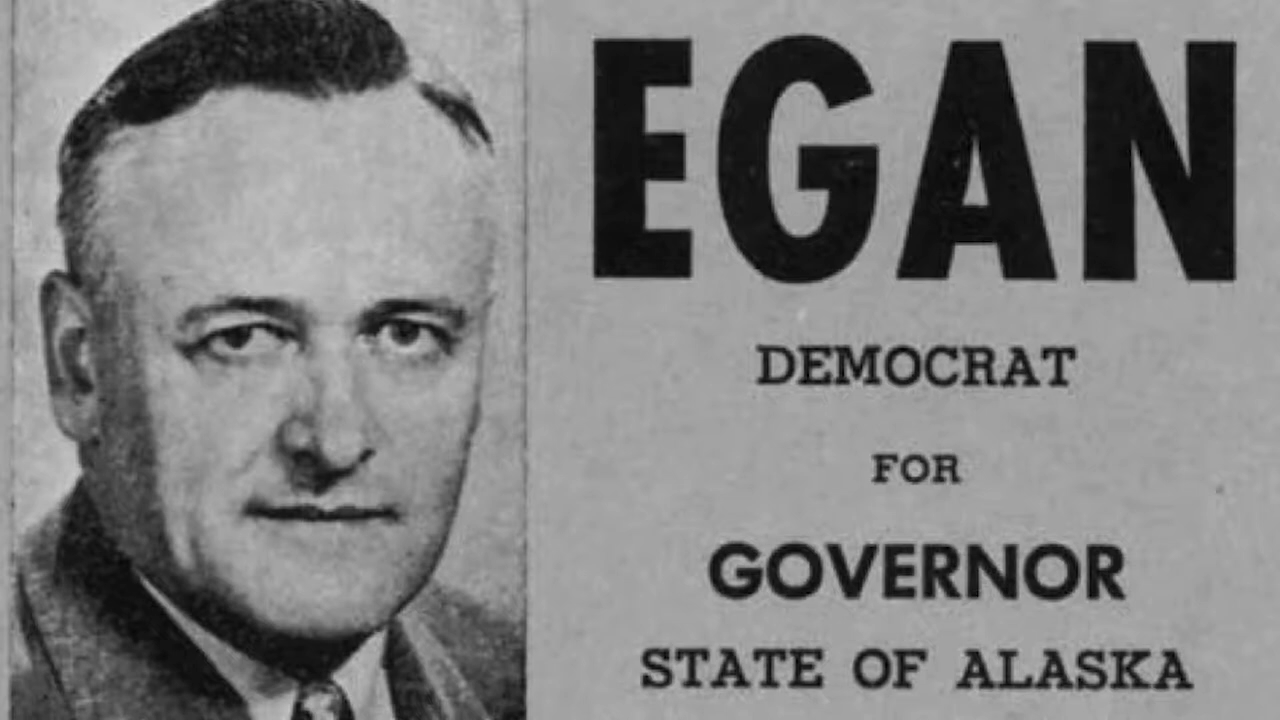 EGAN
DEMOCRAT
FOR
GOVERNOR
STATE OF ALASKA